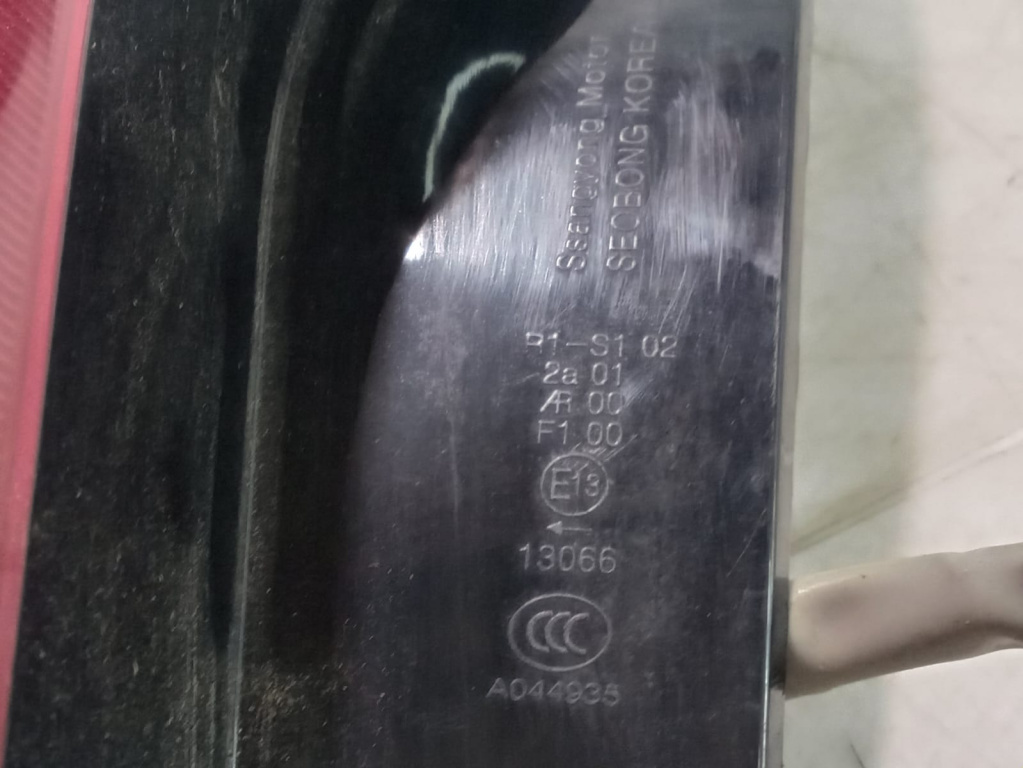 Ssangyong Motor
SEOBONG KOREA
R1-S1 02
2a 01
AR 00
F1 00
E13
13066
CCC
A044935